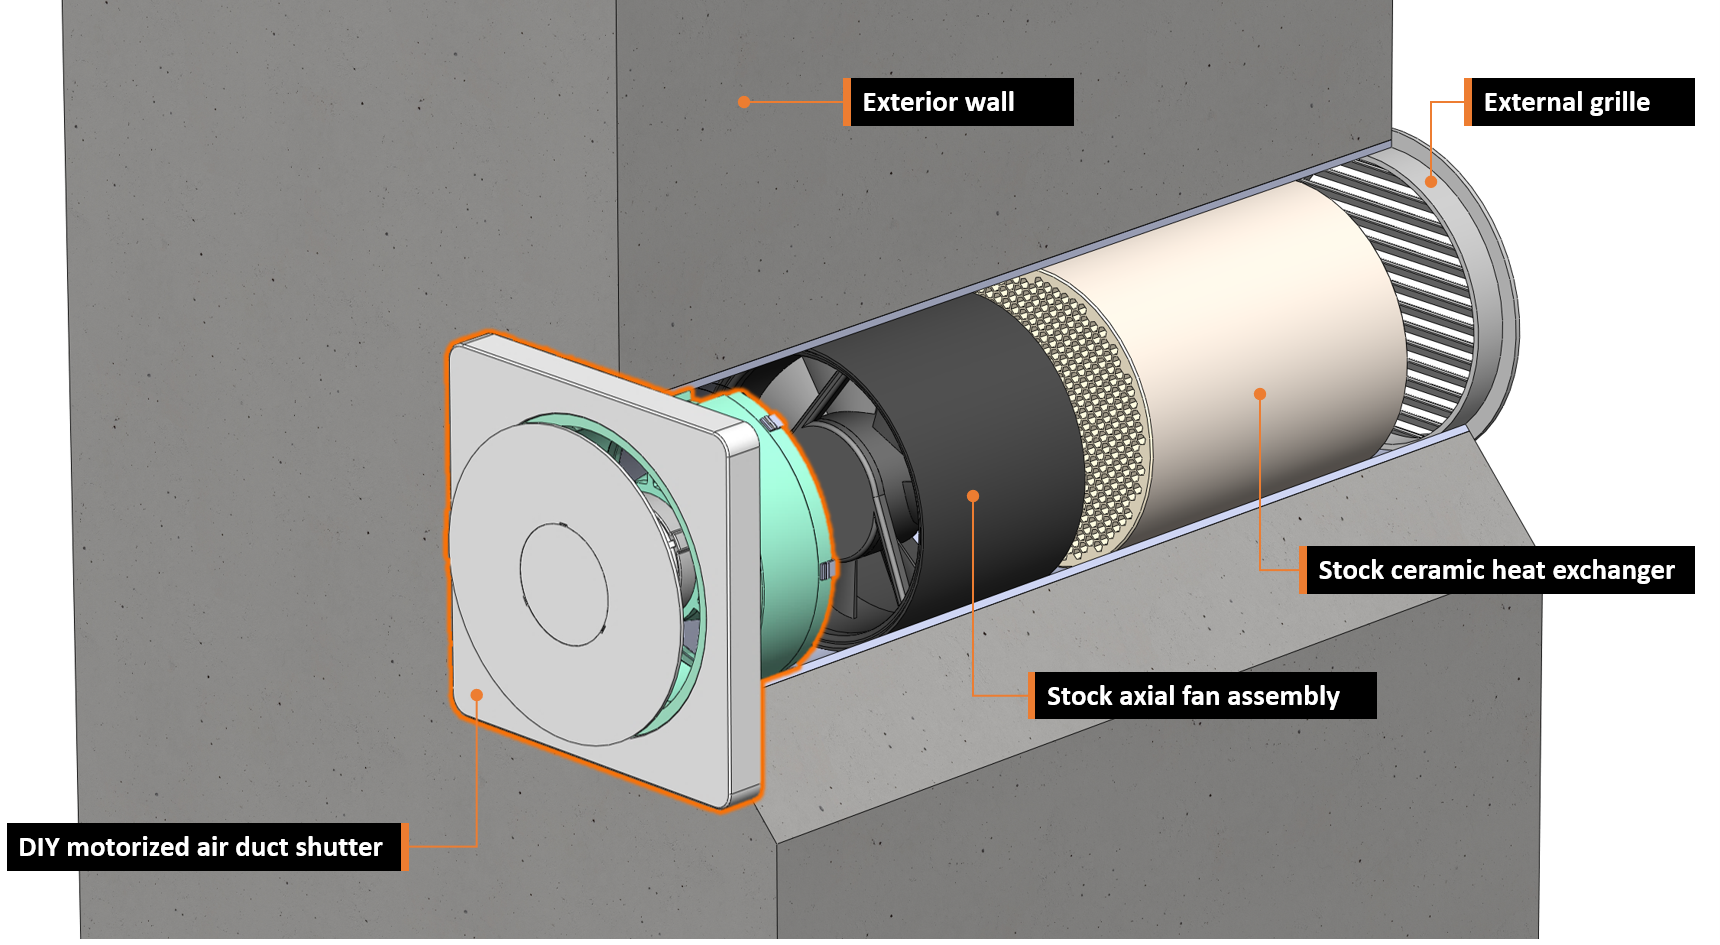 Exterior wall
External grille
Stock ceramic heat exchanger
Stock axial fan assembly
DIY motorized air duct shutter